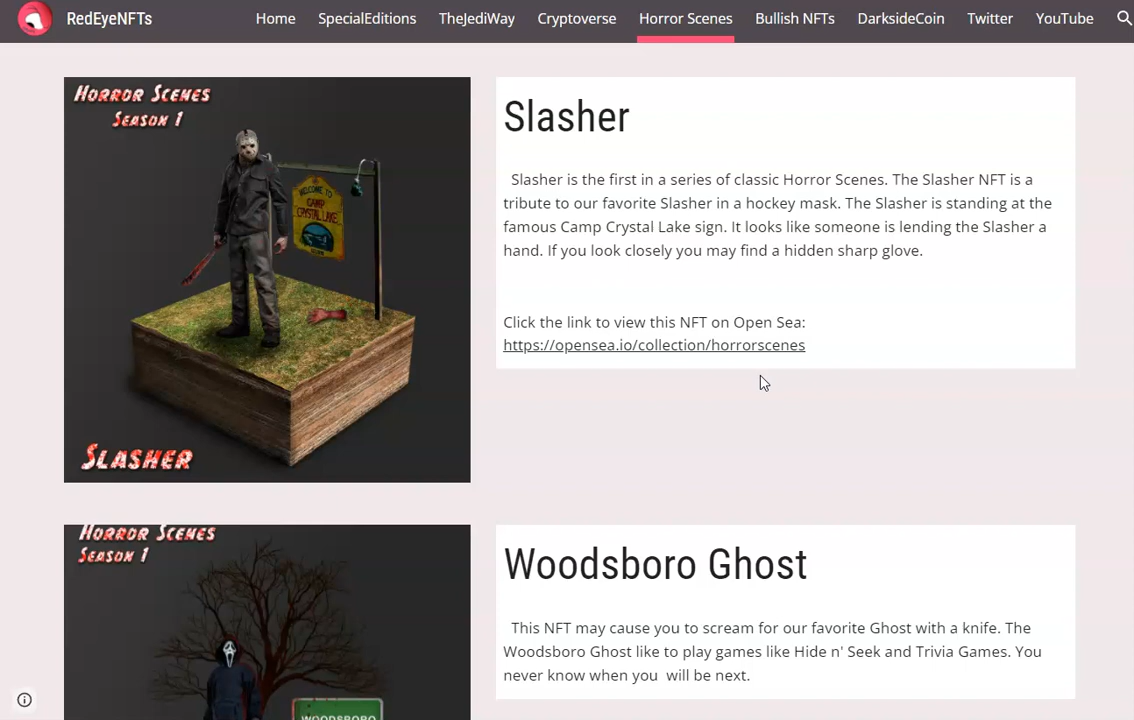 RedEyeNFTs
Home SpecialEditions TheJediWay Cryptoverse Horror Scenes Bullish NFTs DarksideCoin Twitter YouTube
Horror Scenes
Season 1
WELCOME TO
CAMP
CRYSTAL LAKE
Slasher
Slasher
Slasher is the first in a series of classic Horror Scenes. The Slasher NFT is a
tribute to our favorite Slasher in a hockey mask. The Slasher is standing at the
famous Camp Crystal Lake sign. It looks like someone is lending the Slasher a
hand. If you look closely you may find a hidden sharp glove.
Click the link to view this NFT on Open Sea:
https://opensea.io/collection/horrorscenes
Horror Scenes
Season 1
WOODSBORO
Woodsboro Ghost
This NFT may cause you to scream for our favorite Ghost with a knife. The
Woodsboro Ghost like to play games like Hide n' Seek and Trivia Games. You
never know when you will be next.